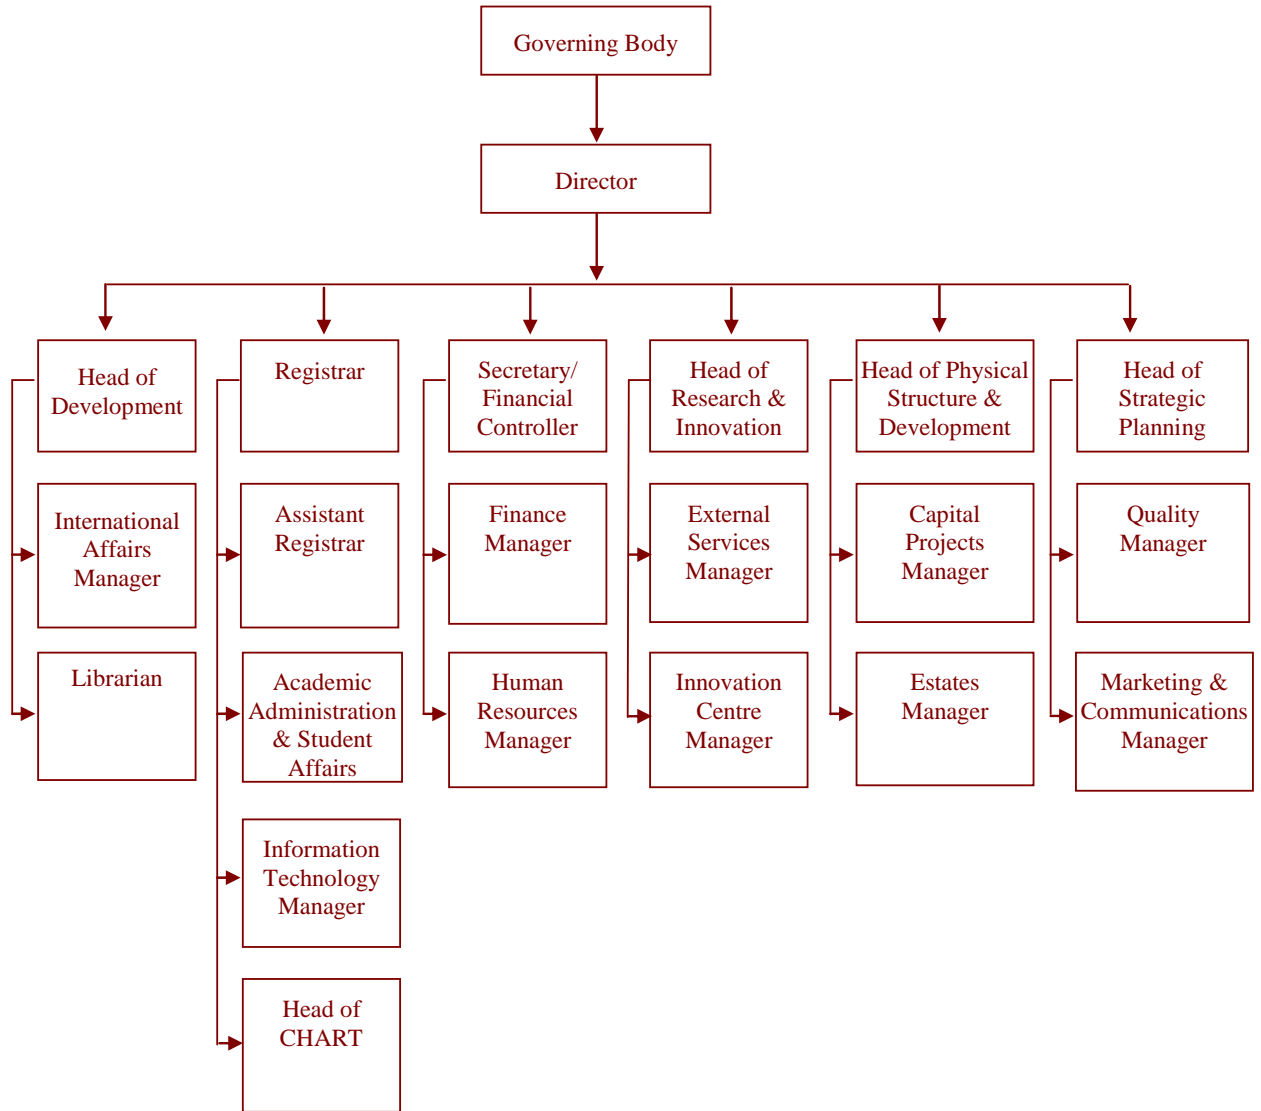 Governing Body
Director
Head of
Development
Registrar
Secretary/
Financial
Controller
Head of
Research &
Innovation
Head of Physical
Structure &
Development
Head of
Strategic
Planning
International
Affairs
Manager
Assistant
Registrar
Finance
Manager
External
Services
Manager
Capital
Projects
Manager
Quality
Manager
Librarian
Academic
Administration
& Student
Affairs
Human
Resources
Manager
Innovation
Centre
Manager
Estates
Manager
Marketing &
Communications
Manager
Information
Technology
Manager
Head of
CHART